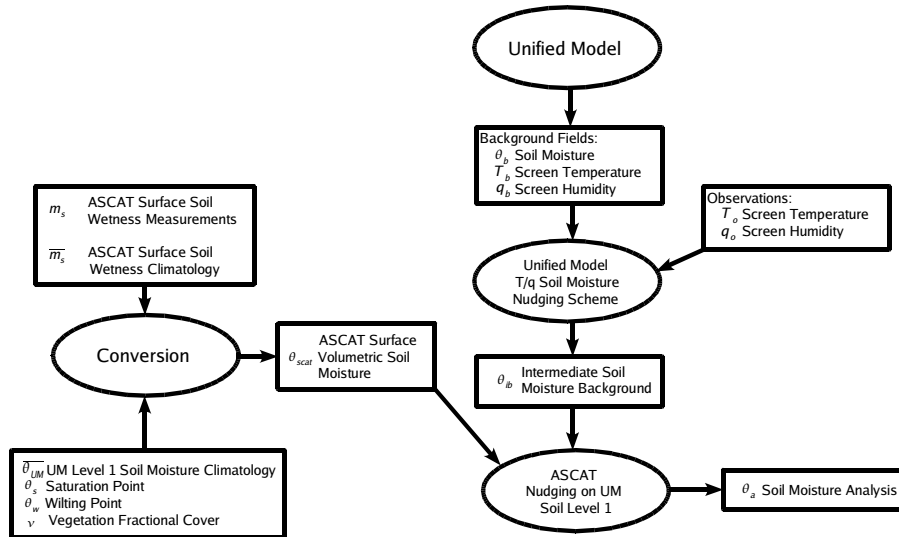 Unified Model
Background Fields:
θb Soil Moisture
Tb Screen Temperature
qb Screen Humidity
Observations:
To Screen Temperature
qo Screen Humidity
ms ASCAT Surface Soil
Wetness Measurements
m̅s ASCAT Surface Soil
Wetness Climatology
Unified Model
T/q Soil Moisture
Nudging Scheme
Conversion
ASCAT Surface
θscat Volumetric Soil
Moisture
θib Intermediate Soil
Moisture Background
θ̅UM UM Level 1 Soil Moisture Climatology
θs Saturation Point
θw Wilting Point
ν Vegetation Fractional Cover
ASCAT
Nudging on UM
Soil Level 1
θa Soil Moisture Analysis